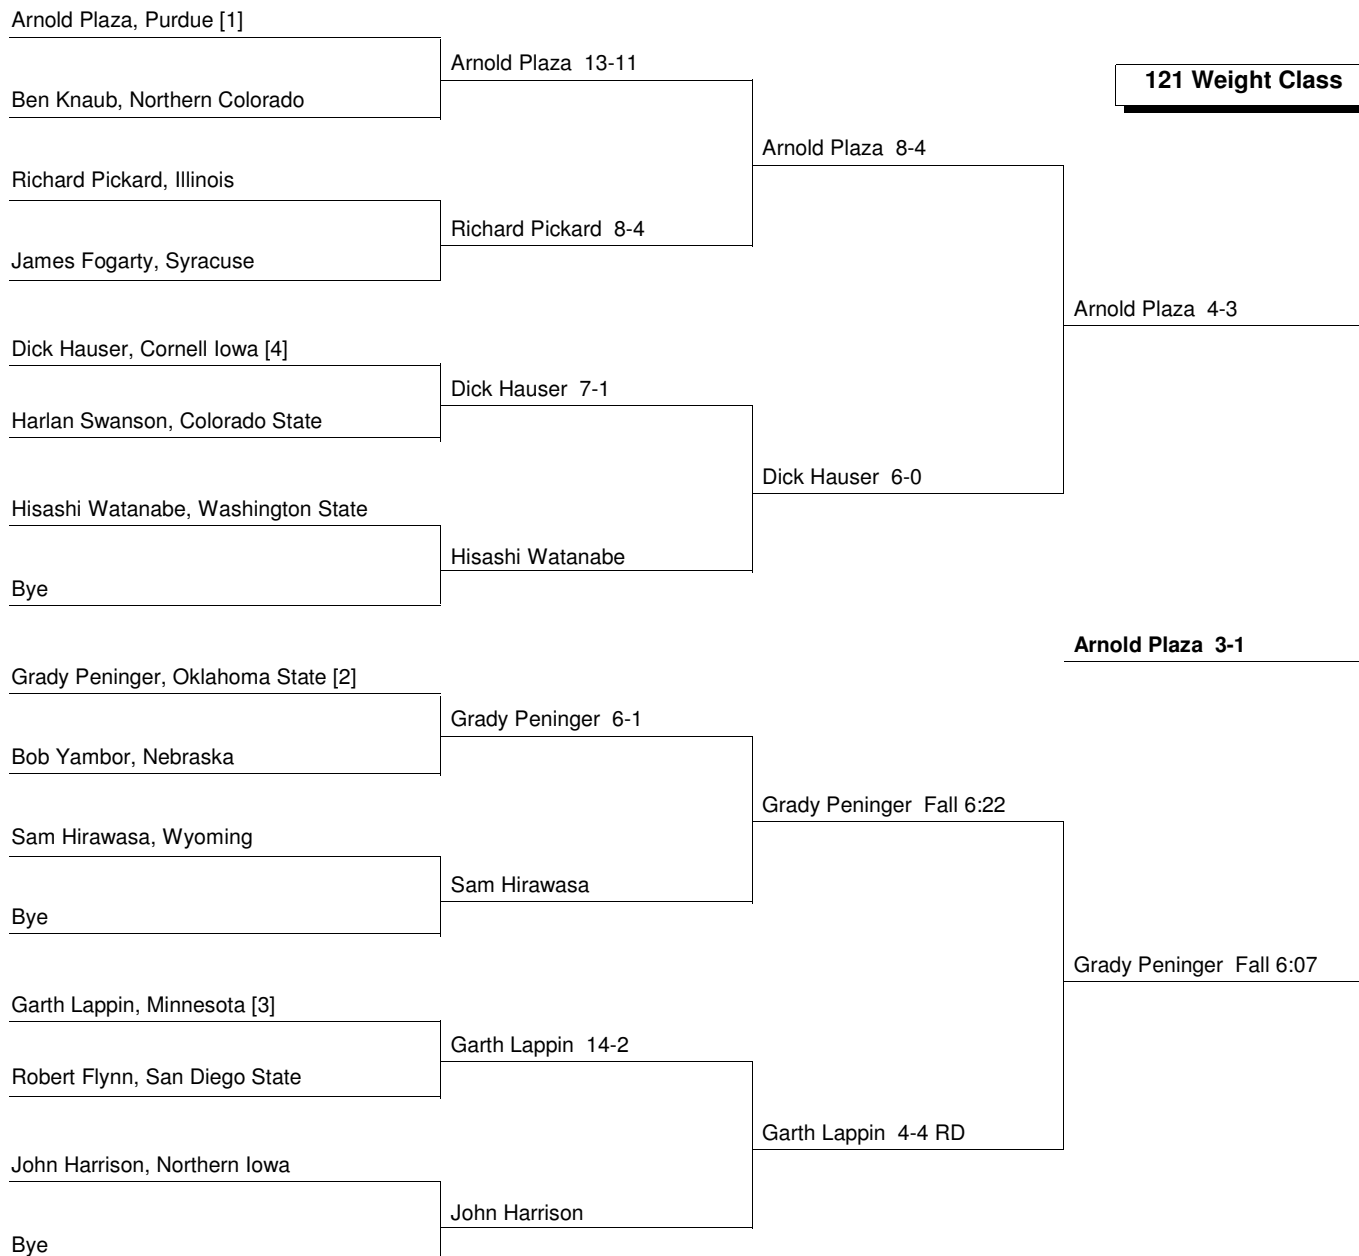 Arnold Plaza, Purdue [1]
Arnold Plaza 13-11
121 Weight Class
Ben Knaub, Northern Colorado
Arnold Plaza 8-4
Richard Pickard, Illinois
Richard Pickard 8-4
James Fogarty, Syracuse
Arnold Plaza 4-3
Dick Hauser, Cornell Iowa [4]
Dick Hauser 7-1
Harlan Swanson, Colorado State
Dick Hauser 6-0
Hisashi Watanabe, Washington State
Hisashi Watanabe
Bye
Arnold Plaza 3-1
Grady Peninger, Oklahoma State [2]
Grady Peninger 6-1
Bob Yambor, Nebraska
Grady Peninger Fall 6:22
Sam Hirawasa, Wyoming
Sam Hirawasa
Bye
Grady Peninger Fall 6:07
Garth Lappin, Minnesota [3]
Garth Lappin 14-2
Robert Flynn, San Diego State
Garth Lappin 4-4 RD
John Harrison, Northern Iowa
John Harrison
Bye